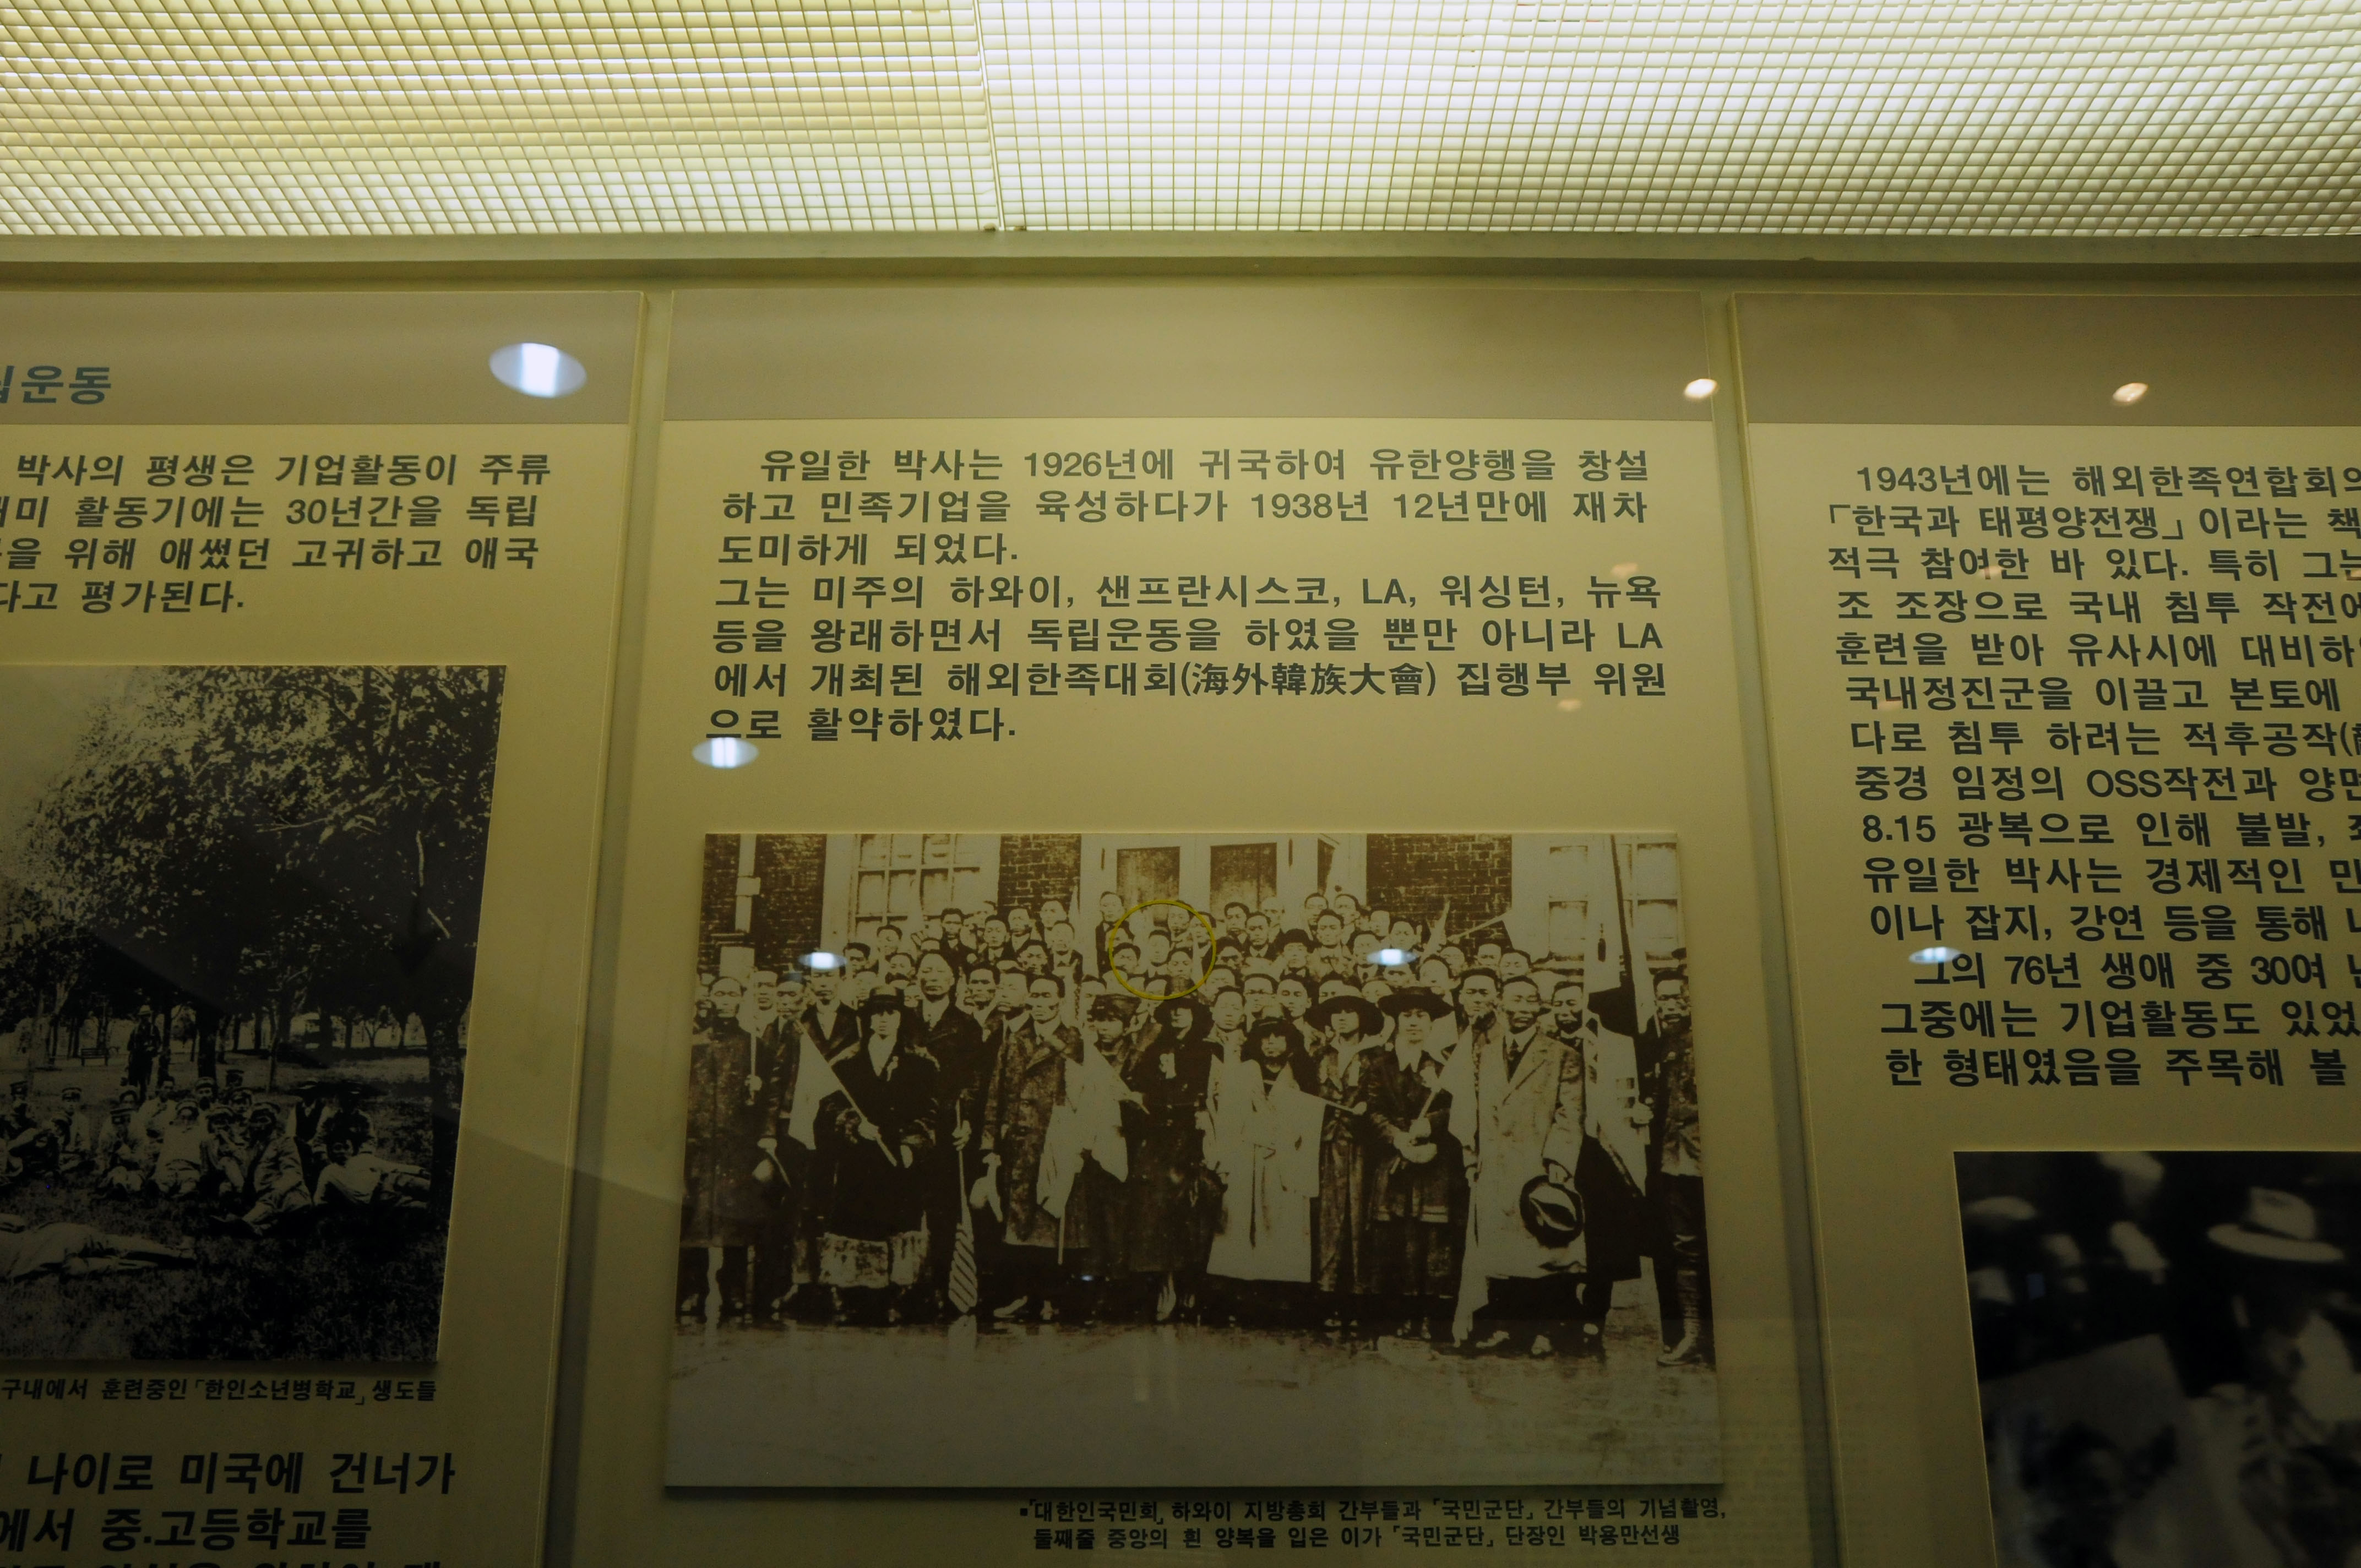 운동
박사의 평생은 기업활동이 주류
활동기에는 30년간을 독립
위해 애썼던 고귀하고 애국
다고 평가된다.
구내에서 훈련중인「한인소년병학교」생도들
나이로 미국에 건너가
에서 중.고등학교를
유일한 박사는 1926년에 귀국하여 유한양행을 창설
하고 민족기업을 육성하다가 1938년 12년만에 재차
도미하게 되었다.
그는 미주의 하와이, 샌프란시스코, LA, 워싱턴, 뉴욕
등을 왕래하면서 독립운동을 하였을 뿐만 아니라 LA
에서 개최된 해외한족대회(海外韓族大會) 집행부 위원
으로 활약하였다.
▪「대한인국민회」하와이 지방총회 간부들과「국민군단」간부들의 기념촬영,
둘째줄 중앙의 흰 양복을 입은 이가「국민군단」단장인 박용만선생
1943년에는 해외한족연합회의
「한국과 태평양전쟁」이라는 책
적극 참여한 바 있다. 특히 그는
조 조장으로 국내 침투 작전에
훈련을 받아 유사시에 대비하
국내정진군을 이끌고 본토에
다로 침투 하려는 적후공작(
중경 임정의 OSS작전과 양면
8.15 광복으로 인해 불발,
유일한 박사는 경제적인 민
이나 잡지, 강연 등을 통해
그의 76년 생애 중 30여
그중에는 기업활동도 있었
한 형태였음을 주목해 볼